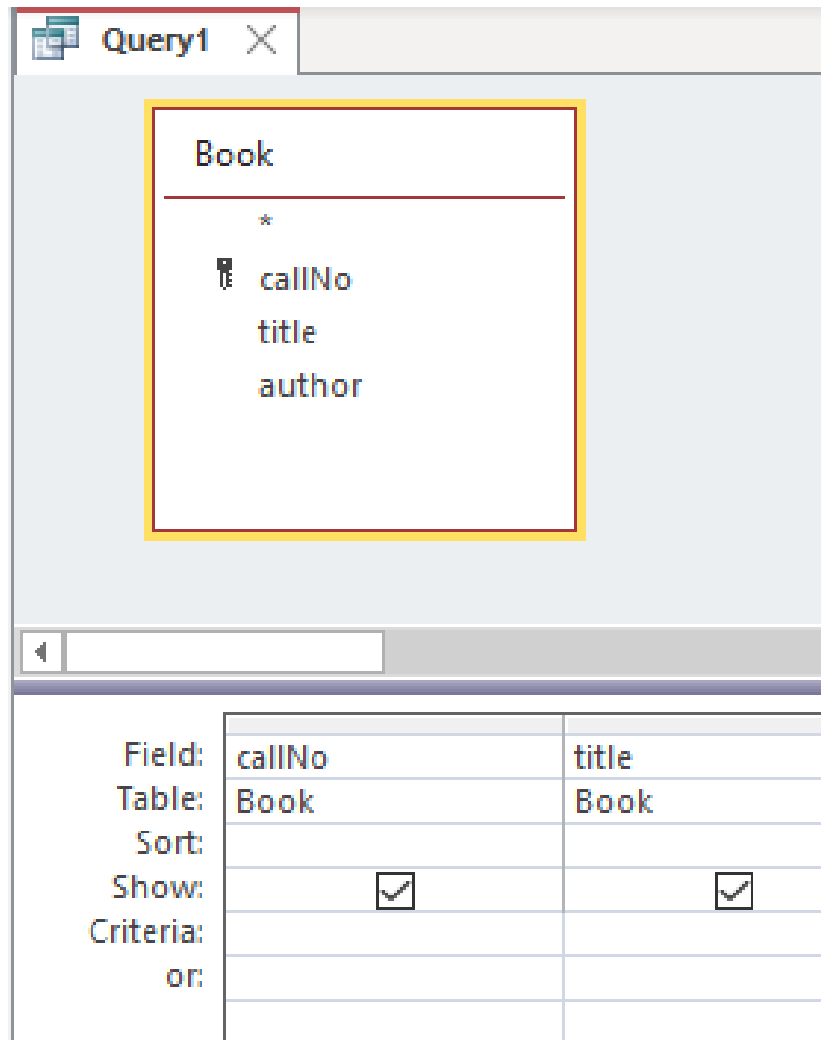 Query1
Book
*
callNo
title
author
Field: callNo title
Table: Book Book
Sort:
Show:
Criteria:
or: